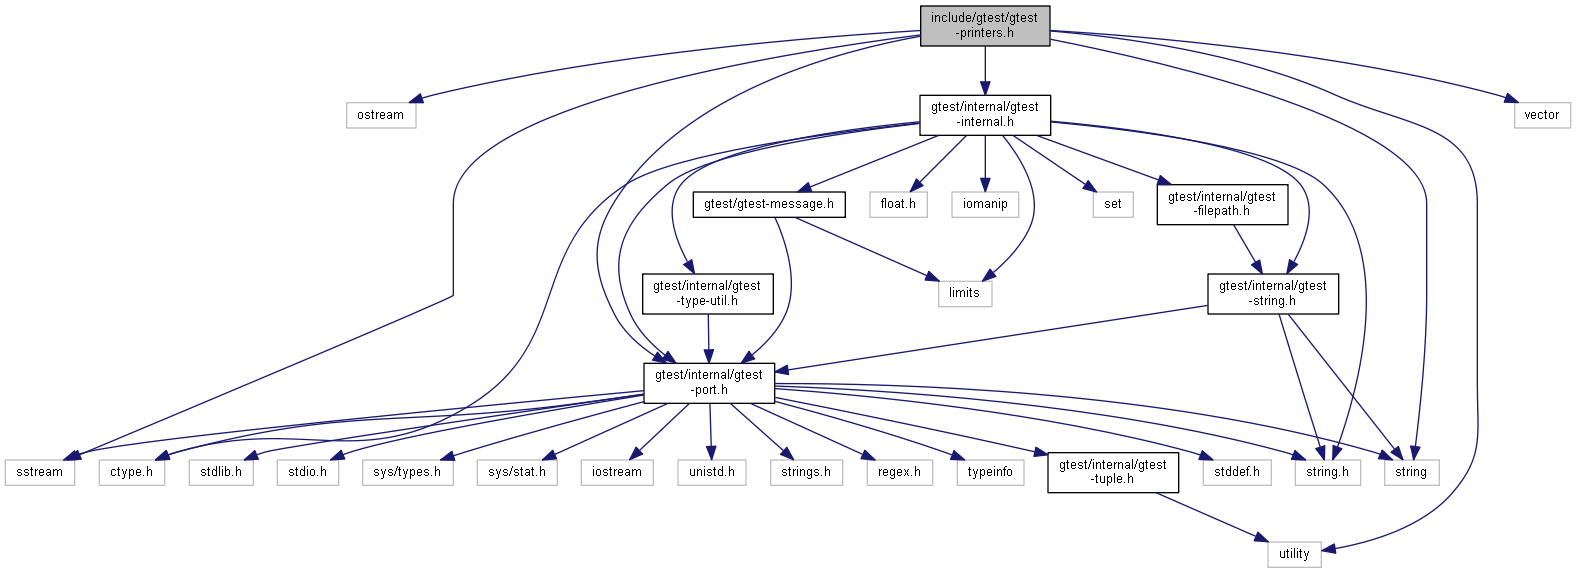 include/gtest/gtest
-printers.h
ostream
gtest/internal/gtest
-internal.h
vector
gtest/gtest-message.h
float.h
iomanip
set
gtest/internal/gtest
-filepath.h
gtest/internal/gtest
-type-util.h
limits
gtest/internal/gtest
-string.h
gtest/internal/gtest
-port.h
sstream
ctype.h
stdlib.h
stdio.h
sys/types.h
sys/stat.h
iostream
unistd.h
strings.h
regex.h
typeinfo
gtest/internal/gtest
-tuple.h
stddef.h
string.h
string
utility